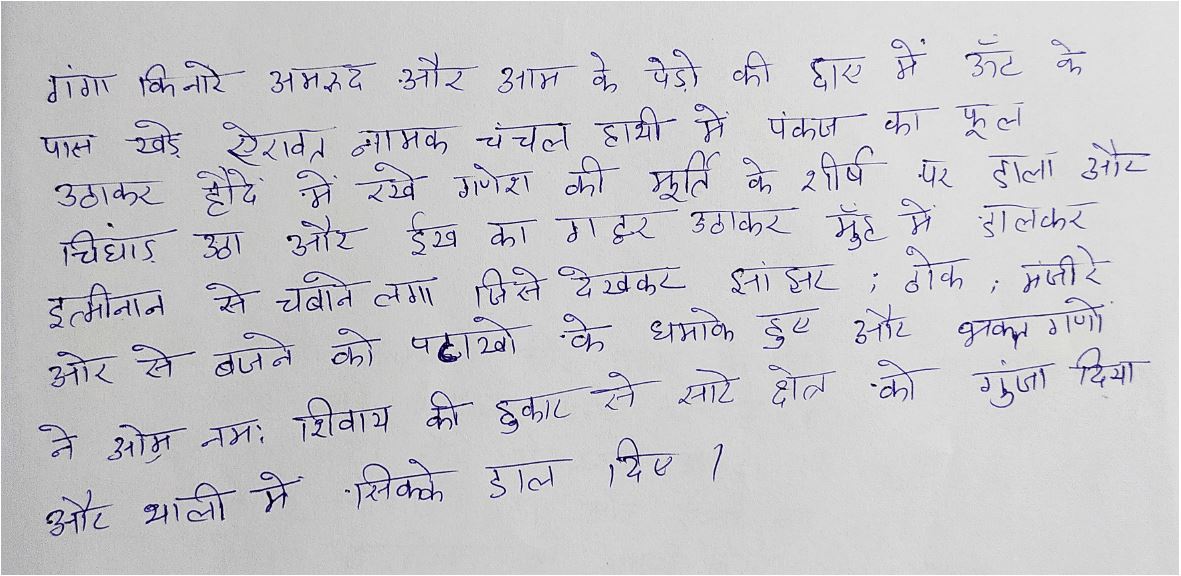 गंगा किनारे अमरुद और आम के पेड़ो की छाए में ऊँट के
पास खड़े ऐरावत नामक चंचल हाथी में पंकज का फूल
उठाकर हौदें में रखे गणेश की मूर्ति के शीर्ष पर डाला और
चिंघाड़ उठा और ईख का गट्ठर उठाकर मुँह में डालकर
इत्मीनान से चबाने लगा जिसे देखकर झांझर ; ढोक ; मंजीरे
ओर से बजने को पटाखो के धमाके हुए और भक्त गणों
ने ओम नमः शिवाय की हुकार से सारे क्षेत्र को गुंजा दिया
और थाली में सिक्के डाल दिए ।